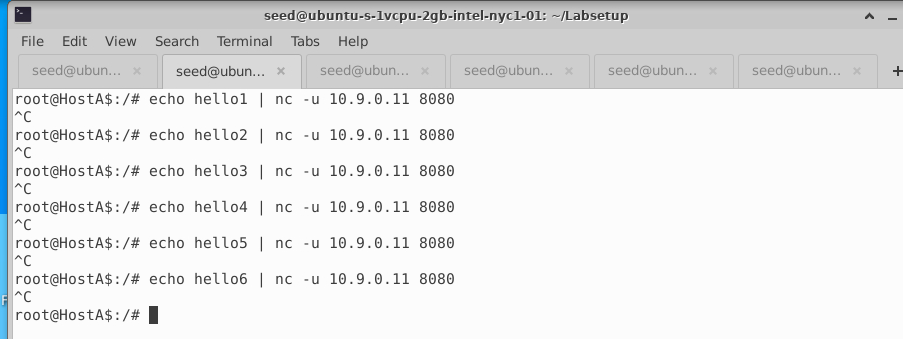 seed@ubuntu-s-1vcpu-2gb-intel-nyc1-01: ~/Labsetup
File Edit View Search Terminal Tabs Help
seed@ubun... × seed@ubun... × seed@ubun... × seed@ubun... × seed@ubun... × seed@ubun... × +
root@HostA$:/# echo hello1 | nc -u 10.9.0.11 8080
^C
root@HostA$:/# echo hello2 | nc -u 10.9.0.11 8080
^C
root@HostA$:/# echo hello3 | nc -u 10.9.0.11 8080
^C
root@HostA$:/# echo hello4 | nc -u 10.9.0.11 8080
^C
root@HostA$:/# echo hello5 | nc -u 10.9.0.11 8080
^C
root@HostA$:/# echo hello6 | nc -u 10.9.0.11 8080
^C
root@HostA$:/#